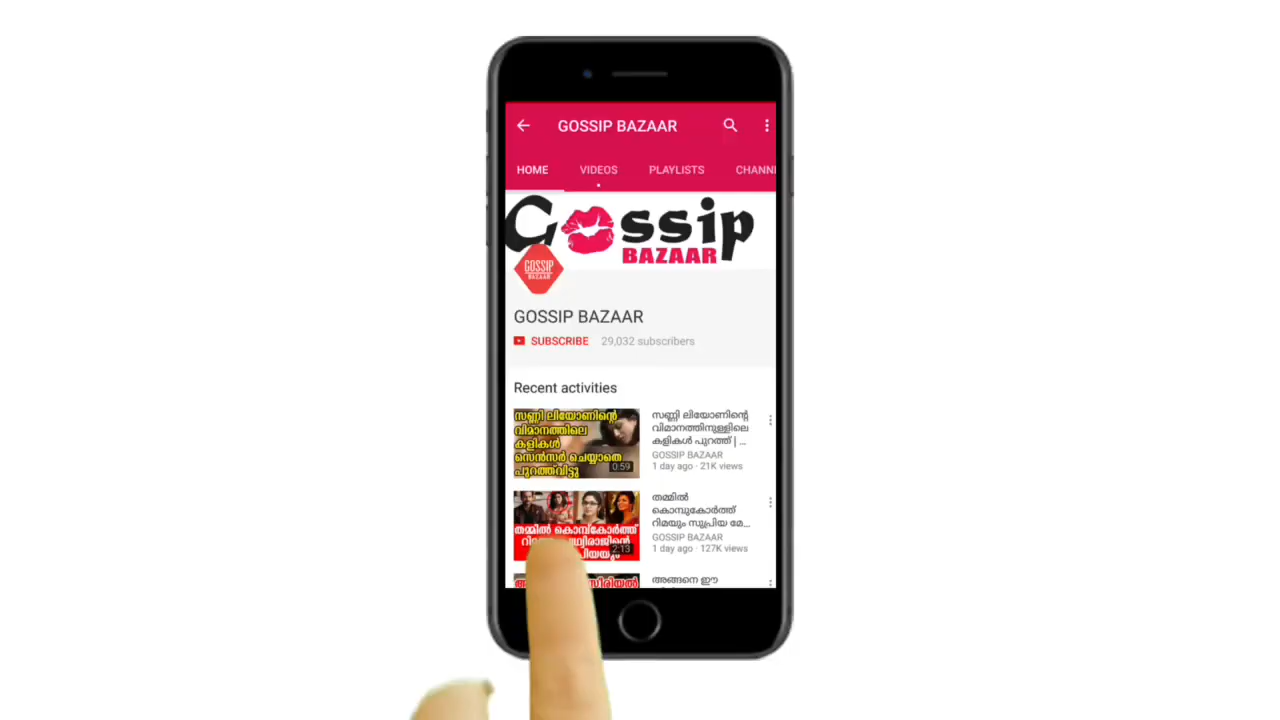 GOSSIP BAZAAR
HOME VIDEOS PLAYLISTS CHANNE
Gossip
BAZAAR
GOSSIP
BAZAAR
GOSSIP BAZAAR
SUBSCRIBE 29,032 subscribers
Recent activities
സണ്ണി ലിയോണിന്റെ
വിമാനത്തിലെ
കളികൾ
സെൻസർ ചെയ്യാതെ
പുറത്ത്‌വിട്ടു
0:59
സണ്ണി ലിയോണിന്റെ
വിമാനത്തിനുള്ളിലെ
കളികൾ പുറത്ത് | ...
GOSSIP BAZAAR
1 day ago · 21K views
തമ്മിൽ കൊമ്പ്കോർത്ത്
2:13
തമ്മിൽ
കൊമ്പുകോർത്ത്
റിമയും സുപ്രിയ മേ...
GOSSIP BAZAAR
1 day ago · 127K views
അങ്ങനെ ഈ